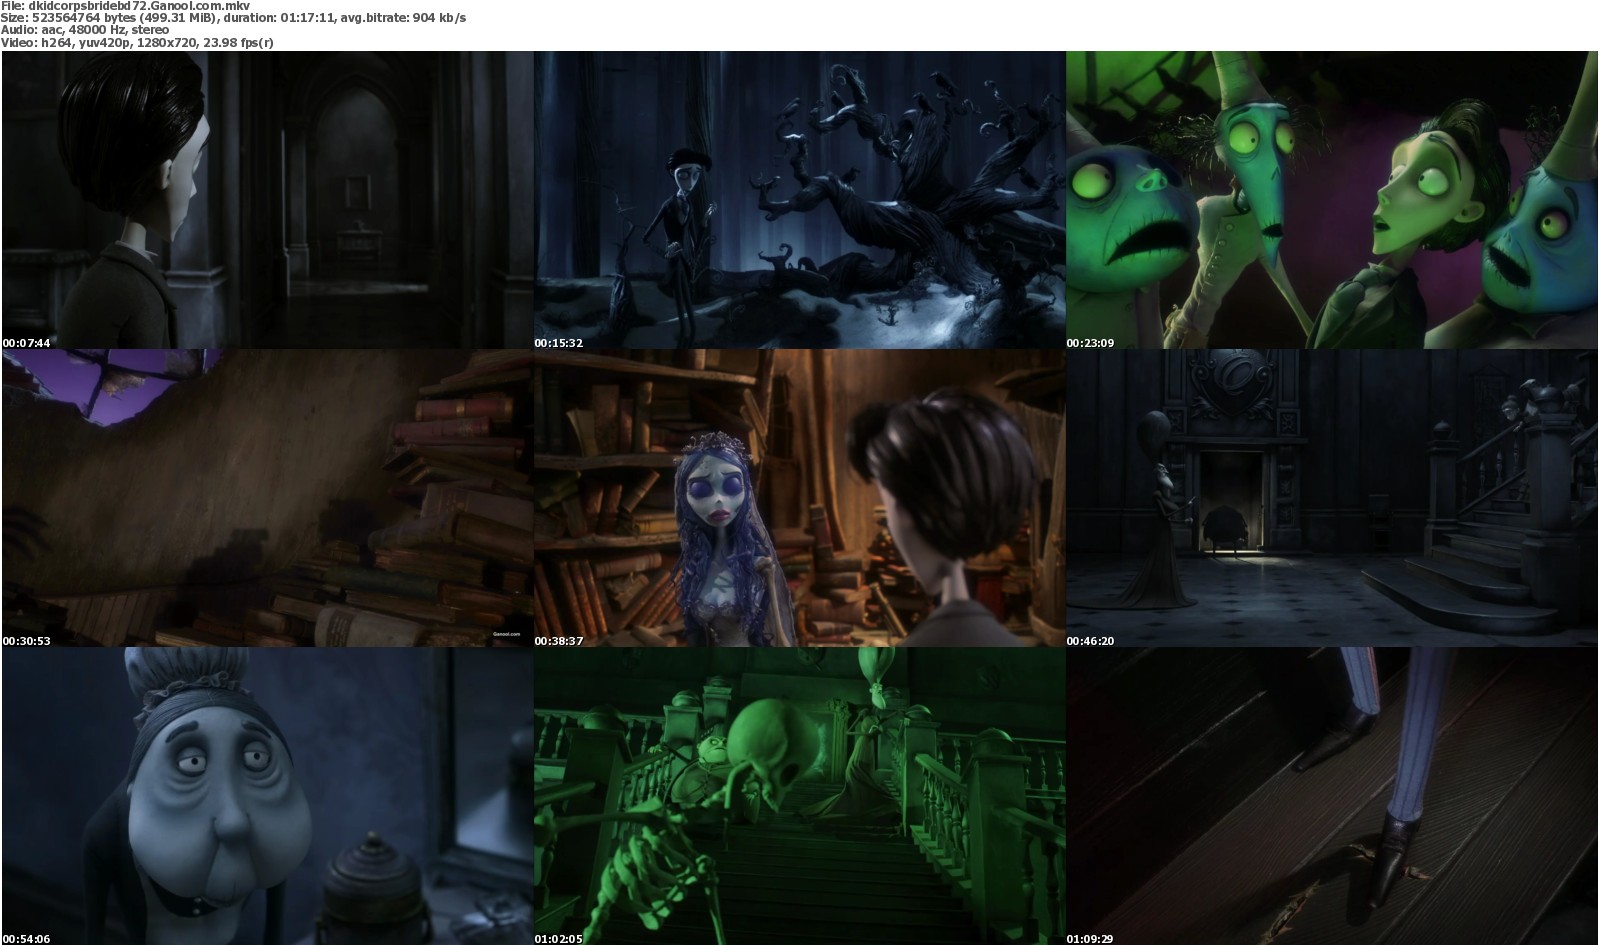 File: dkidcorpsbridebd72.Ganool.com.mkv
Size: 523564764 bytes (499.31 MiB), duration: 01:17:11, avg.bitrate: 904 kb/s
Audio: aac, 48000 Hz, stereo
Video: h264, yuv420p, 1280x720, 23.98 fps(r)
00:07:44
00:15:32
00:23:09
00:30:53
Ganool.com
00:38:37
00:46:20
00:54:06
01:02:05
01:09:29